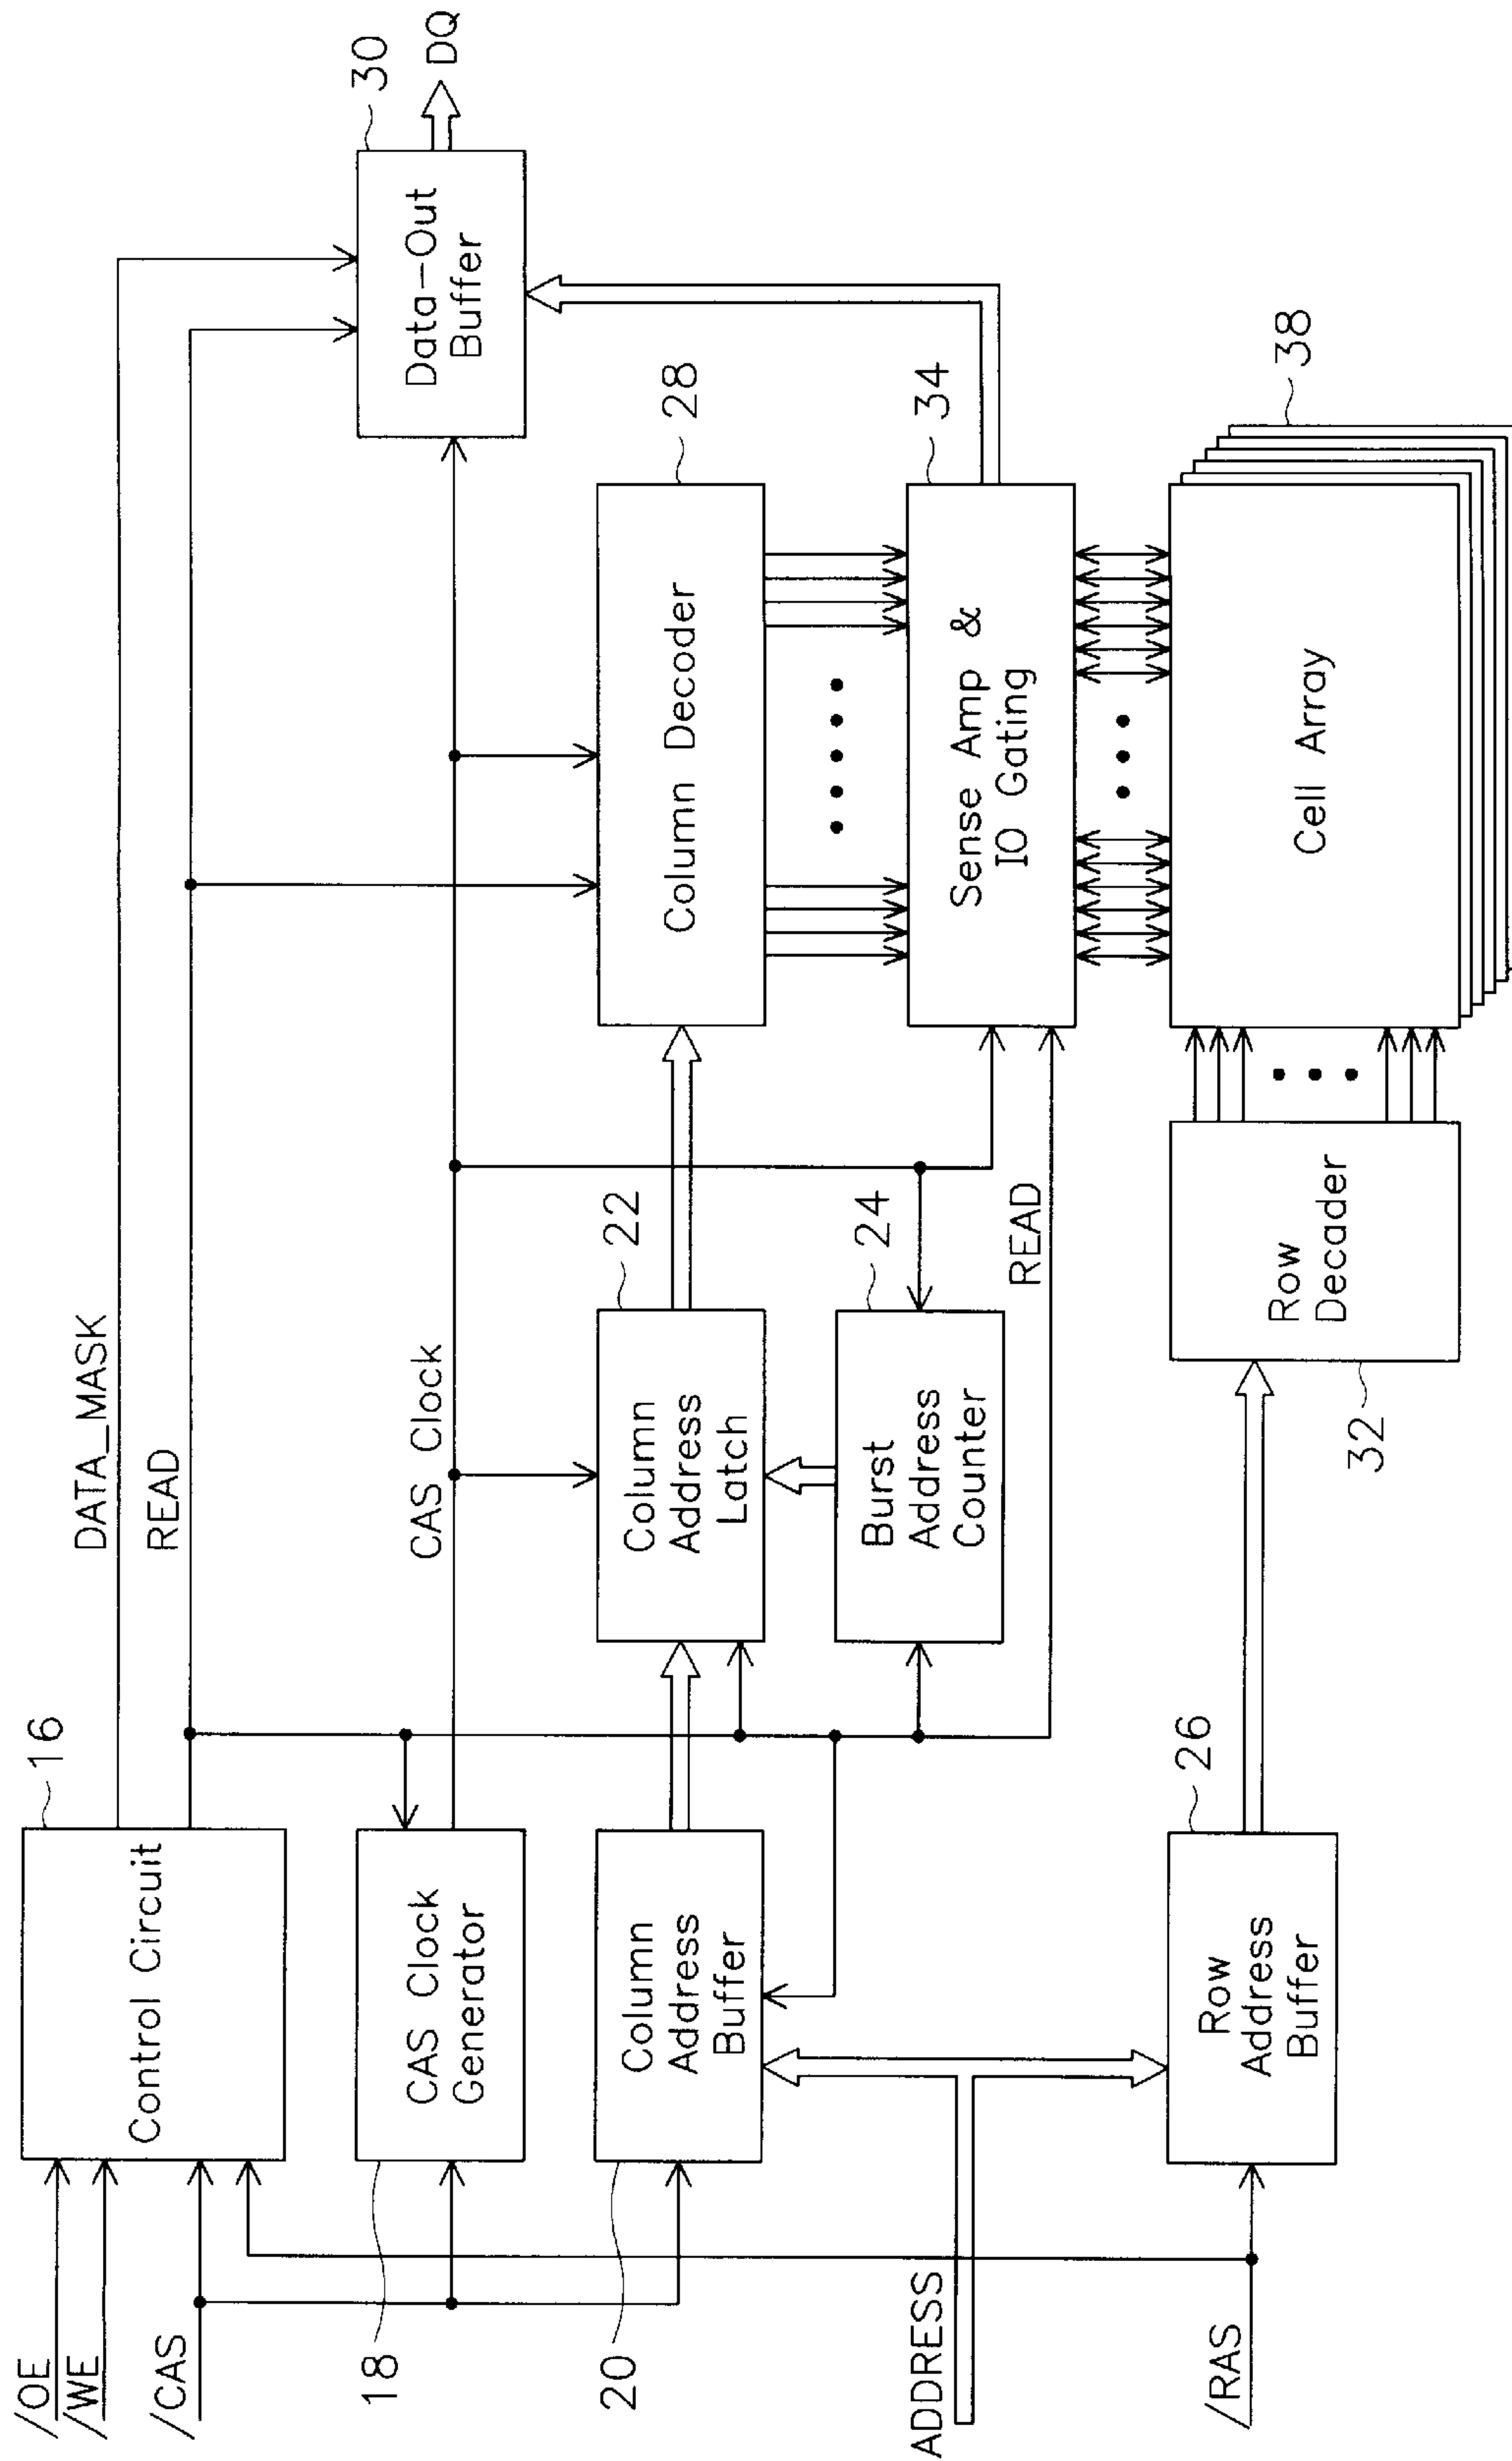 /OE
/WE
/CAS
16
Control Circuit
DATA_MASK
READ
30
Data-Out
Buffer
DQ
18
CAS Clock
Generator
CAS Clock
20
Column
Address
Buffer
22
Column
Address
Latch
28
Column Decoder
24
Burst
Address
Counter
READ
34
Sense Amp &
IO Gating
ADDRESS
/RAS
26
Row
Address
Buffer
32
Row
Decader
38
Cell Array